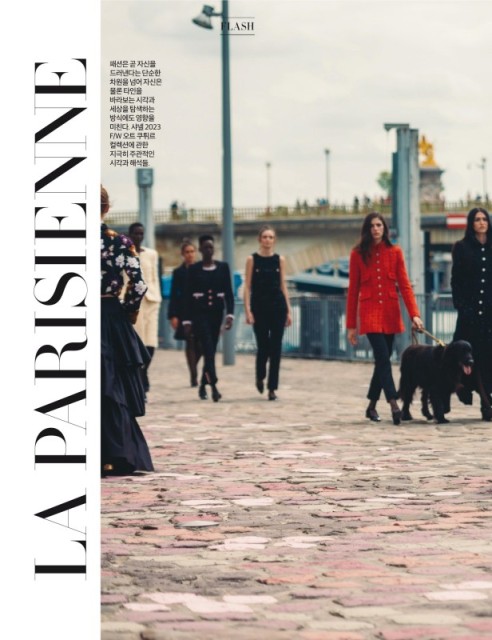 FLASH
LA PARISIENNE
패션은 곧 자신을
드러낸다는 단순한
차원을 넘어 자신은
물론 타인을
바라보는 시각과
세상을 탐색하는
방식에도 영향을
미친다. 샤넬 2023
F/W 오트 쿠튀르
컬렉션에 관한
지극히 주관적인
시각과 해석들.